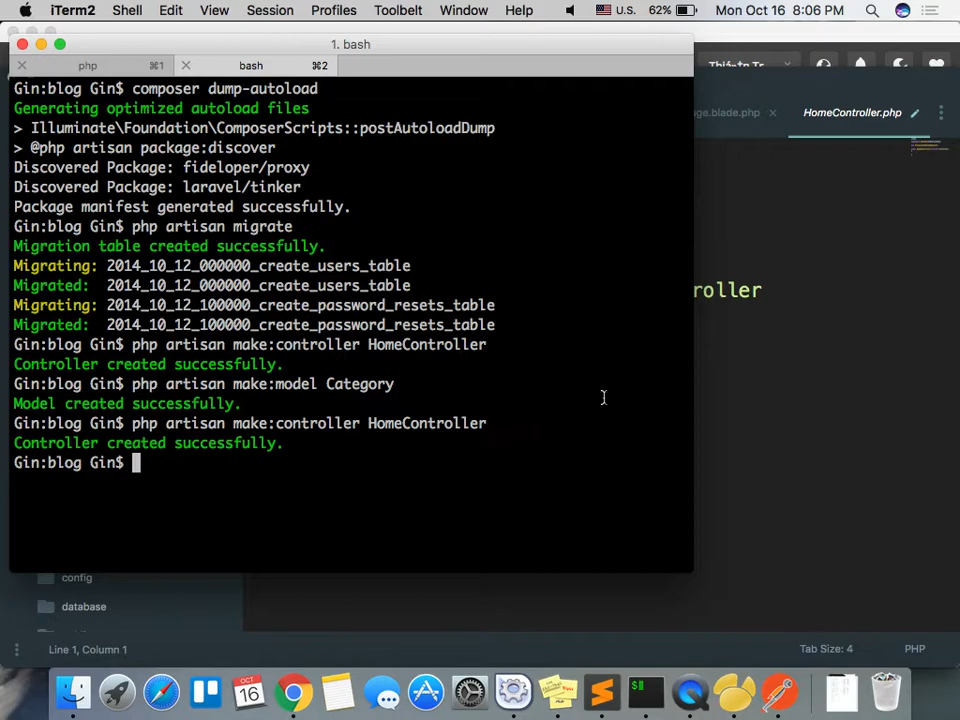 iTerm2 Shell Edit View Session Profiles Toolbelt Window Help U.S. 62% Mon Oct 16 8:06 PM
1. bash
php ⌘1 bash ⌘2
Gin:blog Gin$ composer dump-autoload
Generating optimized autoload files
> Illuminate\Foundation\ComposerScripts::postAutoloadDump
> @php artisan package:discover
Discovered Package: fideloper/proxy
Discovered Package: laravel/tinker
Package manifest generated successfully.
Gin:blog Gin$ php artisan migrate
Migration table created successfully.
Migrating: 2014_10_12_000000_create_users_table
Migrated: 2014_10_12_000000_create_users_table
Migrating: 2014_10_12_100000_create_password_resets_table
Migrated: 2014_10_12_100000_create_password_resets_table
Gin:blog Gin$ php artisan make:controller HomeController
Controller created successfully.
Gin:blog Gin$ php artisan make:model Category
Model created successfully.
Gin:blog Gin$ php artisan make:controller HomeController
Controller created successfully.
Gin:blog Gin$
age.blade.php HomeController.php
roller
config
database
Line 1, Column 1 Tab Size: 4 PHP
OCT
16
$